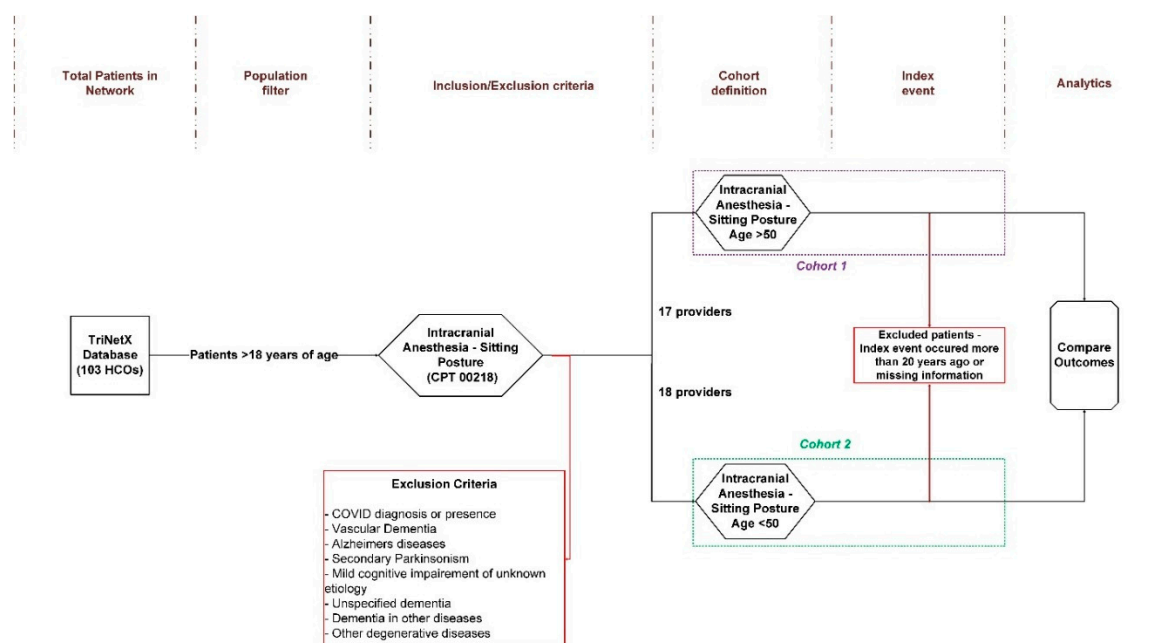 Total Patients in
Network
Population
filter
Inclusion/Exclusion criteria
Cohort
definition
Index
event
Analytics
Intracranial
Anesthesia -
Sitting Posture
Age >50
Cohort 1
17 providers
TriNetX
Database
(103 HCOs)
Patients >18 years of age
Intracranial
Anesthesia - Sitting
Posture
(CPT 00218)
Excluded patients -
Index event occured more
than 20 years ago or
missing information
Compare
Outcomes
18 providers
Cohort 2
Intracranial
Anesthesia -
Sitting Posture
Age <50
Exclusion Criteria
- COVID diagnosis or presence
- Vascular Dementia
- Alzheimers diseases
- Secondary Parkinsonism
- Mild cognitive impairement of unknown
etiology
- Unspecified dementia
- Dementia in other diseases
- Other degenerative diseases